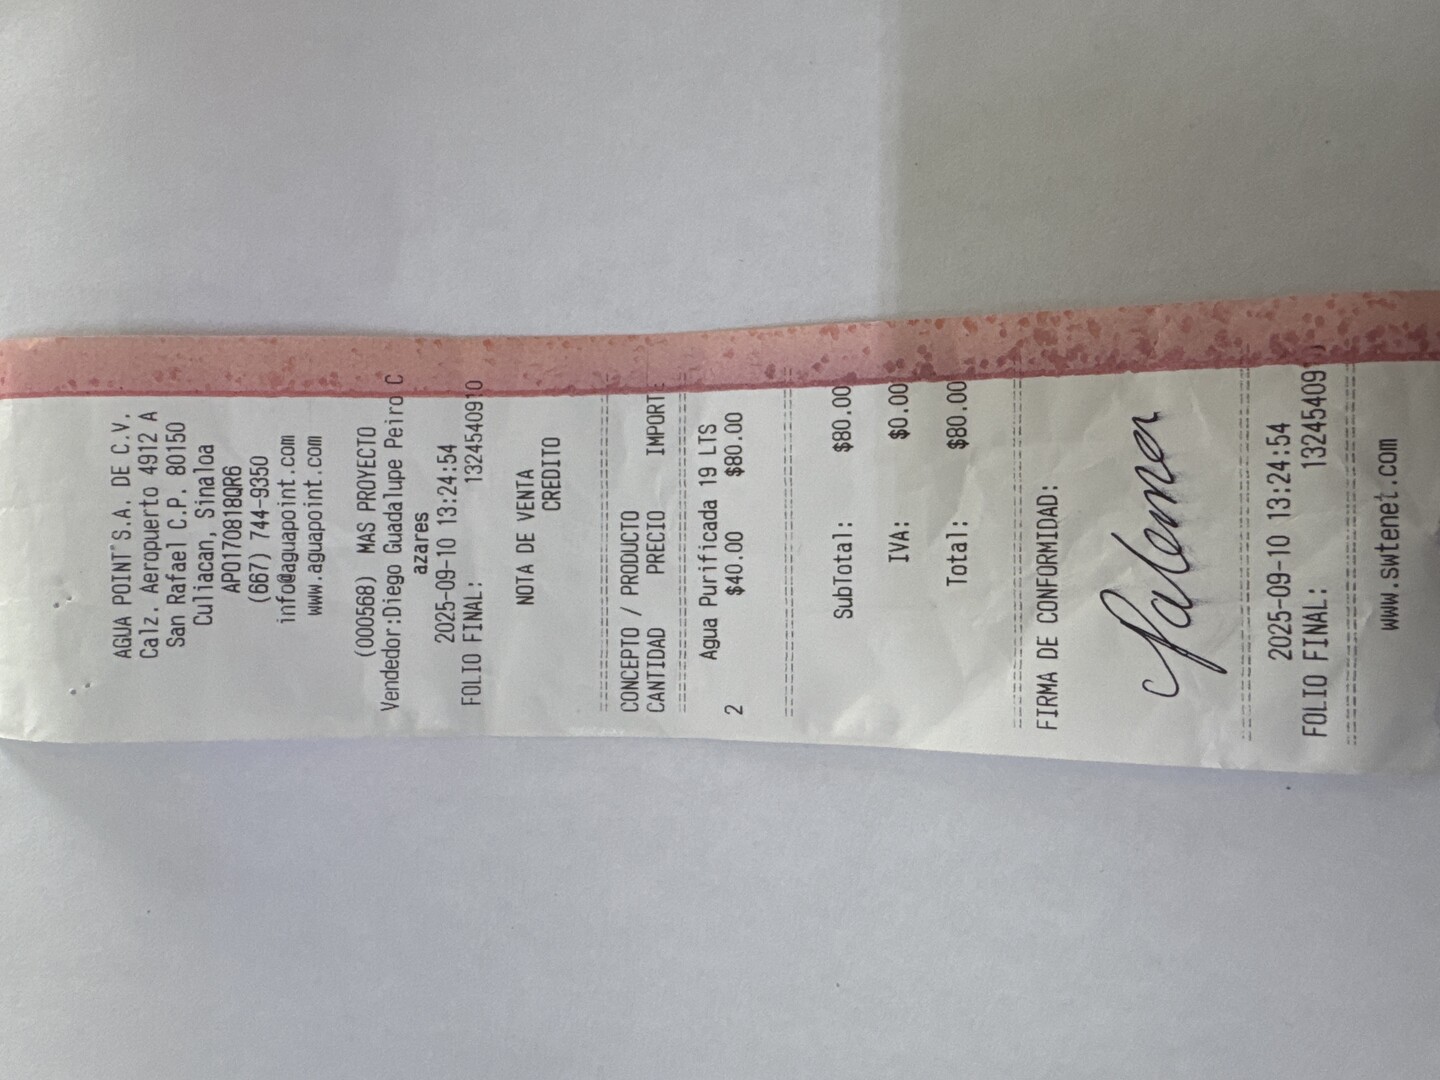 AGUA POINT S.A. DE C.V.
Calz. Aeropuerto 4912 A
San Rafael C.P. 80150
Culiacan, Sinaloa
APO170818QR6
(667) 744-9350
info@aguapoint.com
www.aguapoint.com
(000568) MAS PROYECTO
Vendedor:Diego Guadalupe Peiro C
azares
2025-09-10 13:24:54
FOLIO FINAL: 1324540910
NOTA DE VENTA
CREDITO
CONCEPTO / PRODUCTO
CANTIDAD PRECIO IMPORTE
Agua Purificada 19 LTS
2 $40.00 $80.00
SubTotal: $80.00
IVA: $0.00
Total: $80.00
FIRMA DE CONFORMIDAD:
2025-09-10 13:24:54
FOLIO FINAL: 1324540910
www.swtenet.com